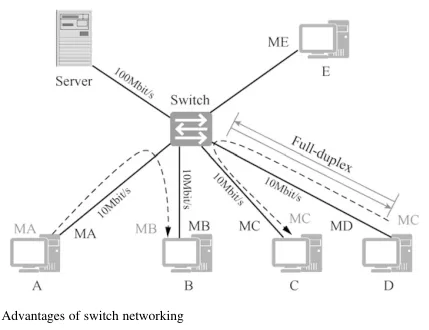 ME
E
Server
100Mbit/s
Switch
Full-duplex
10Mbit/s
10Mbit/s
10Mbit/s
10Mbit/s
MA
MA
MB
MB
MC
MC
MD
MC
A
B
C
D
Advantages of switch networking